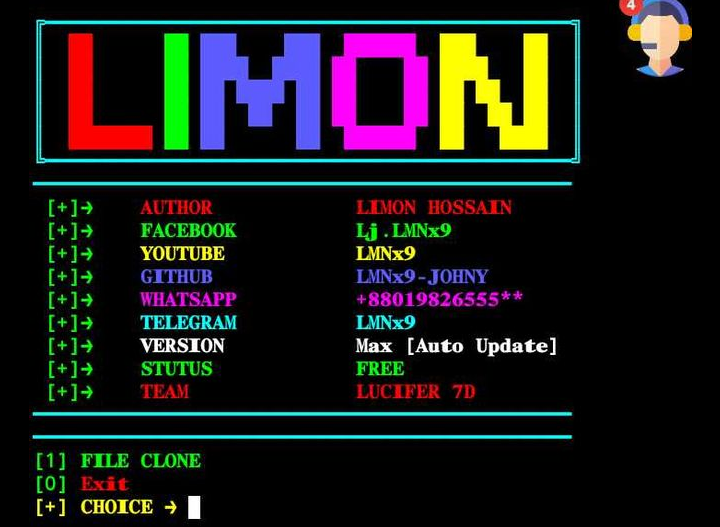 4
LIMON
[+]→ AUTHOR LIMON HOSSAIN
[+]→ FACEBOOK Lj.LMNx9
[+]→ YOUTUBE LMNx9
[+]→ GITHUB LMNx9-JOHNY
[+]→ WHATSAPP +88019826555**
[+]→ TELEGRAM LMNx9
[+]→ VERSION Max [Auto Update]
[+]→ STUTUS FREE
[+]→ TEAM LUCIFER 7D
[1] FILE CLONE
[0] Exit
[+] CHOICE →